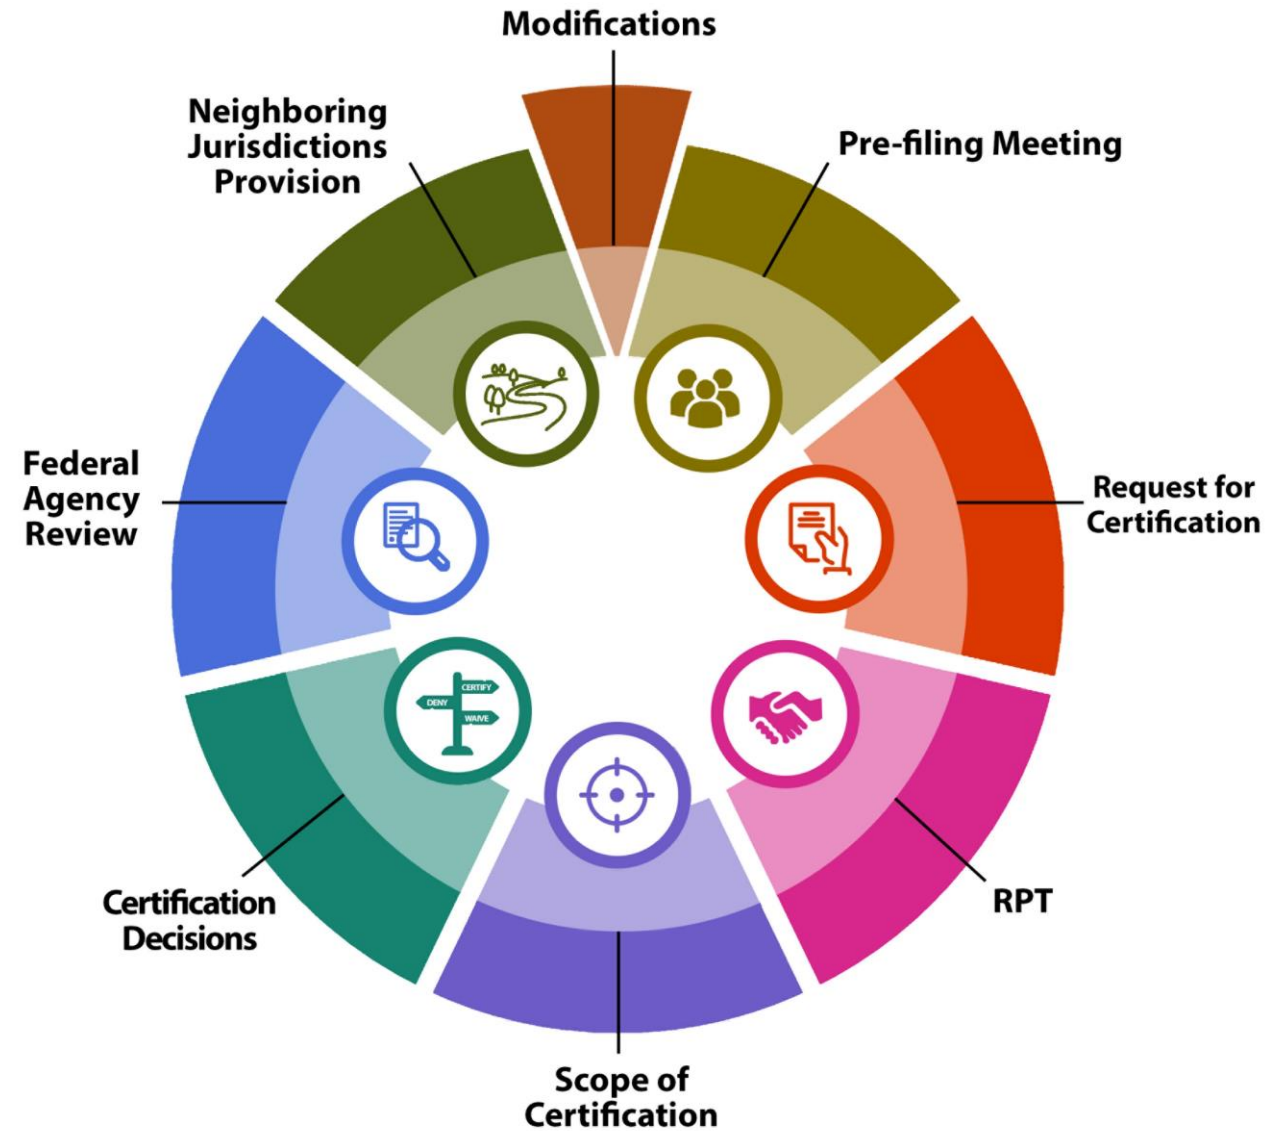 Modifications
Neighboring
Jurisdictions
Provision
Pre-filing Meeting
Federal
Agency
Review
Request for
Certification
CERTIFY
DENY
WAIVE
Certification
Decisions
RPT
Scope of
Certification